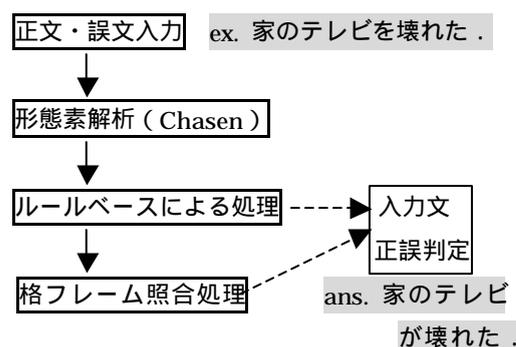 正文・誤文入力
ex. 家のテレビを壊れた．
形態素解析（Chasen）
ルールベースによる処理
入力文
正誤判定
格フレーム照合処理
ans. 家のテレビ
が壊れた．